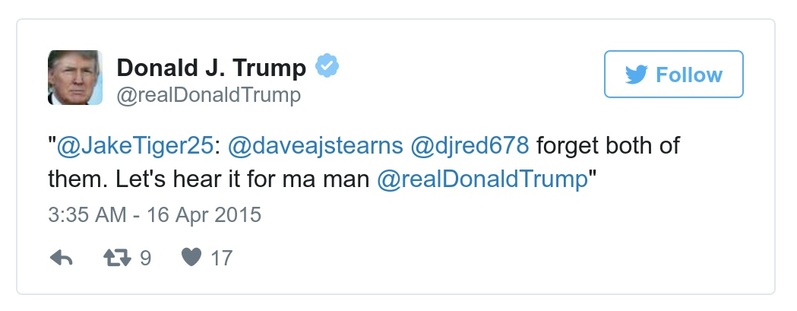 Donald J. Trump
Follow
@realDonaldTrump
"@JakeTiger25: @daveajstearns @djred678 forget both of
them. Let's hear it for ma man @realDonaldTrump"
3:35 AM - 16 Apr 2015
9 17